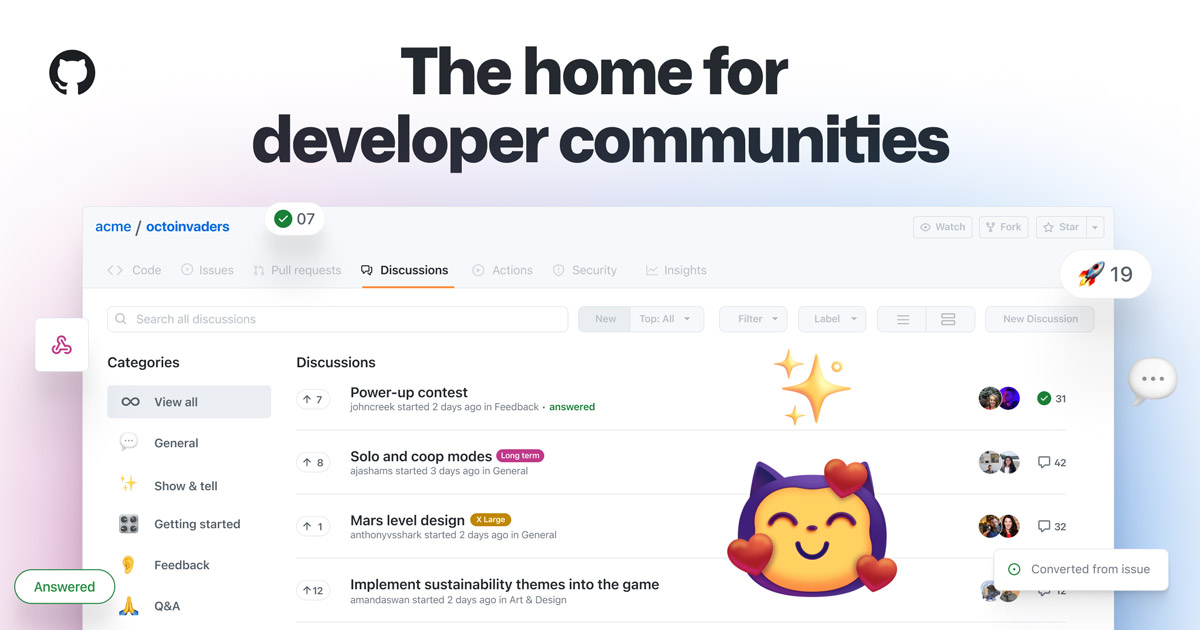 The home for
developer communities
acme / octoinvaders
07
Watch
Fork
Star
Code
Issues
Pull requests
Discussions
Actions
Security
Insights
19
Search all discussions
New
Top: All
Filter
Label
New Discussion
Categories
View all
General
Show & tell
Getting started
Feedback
Q&A
Answered
Discussions
7
Power-up contest
johncreek started 2 days ago in Feedback • answered
31
8
Solo and coop modes Long term
ajashams started 3 days ago in General
42
1
Mars level design X Large
anthonyvsshark started 2 days ago in General
32
12
Implement sustainability themes into the game
amandaswan started 2 days ago in Art & Design
Converted from issue